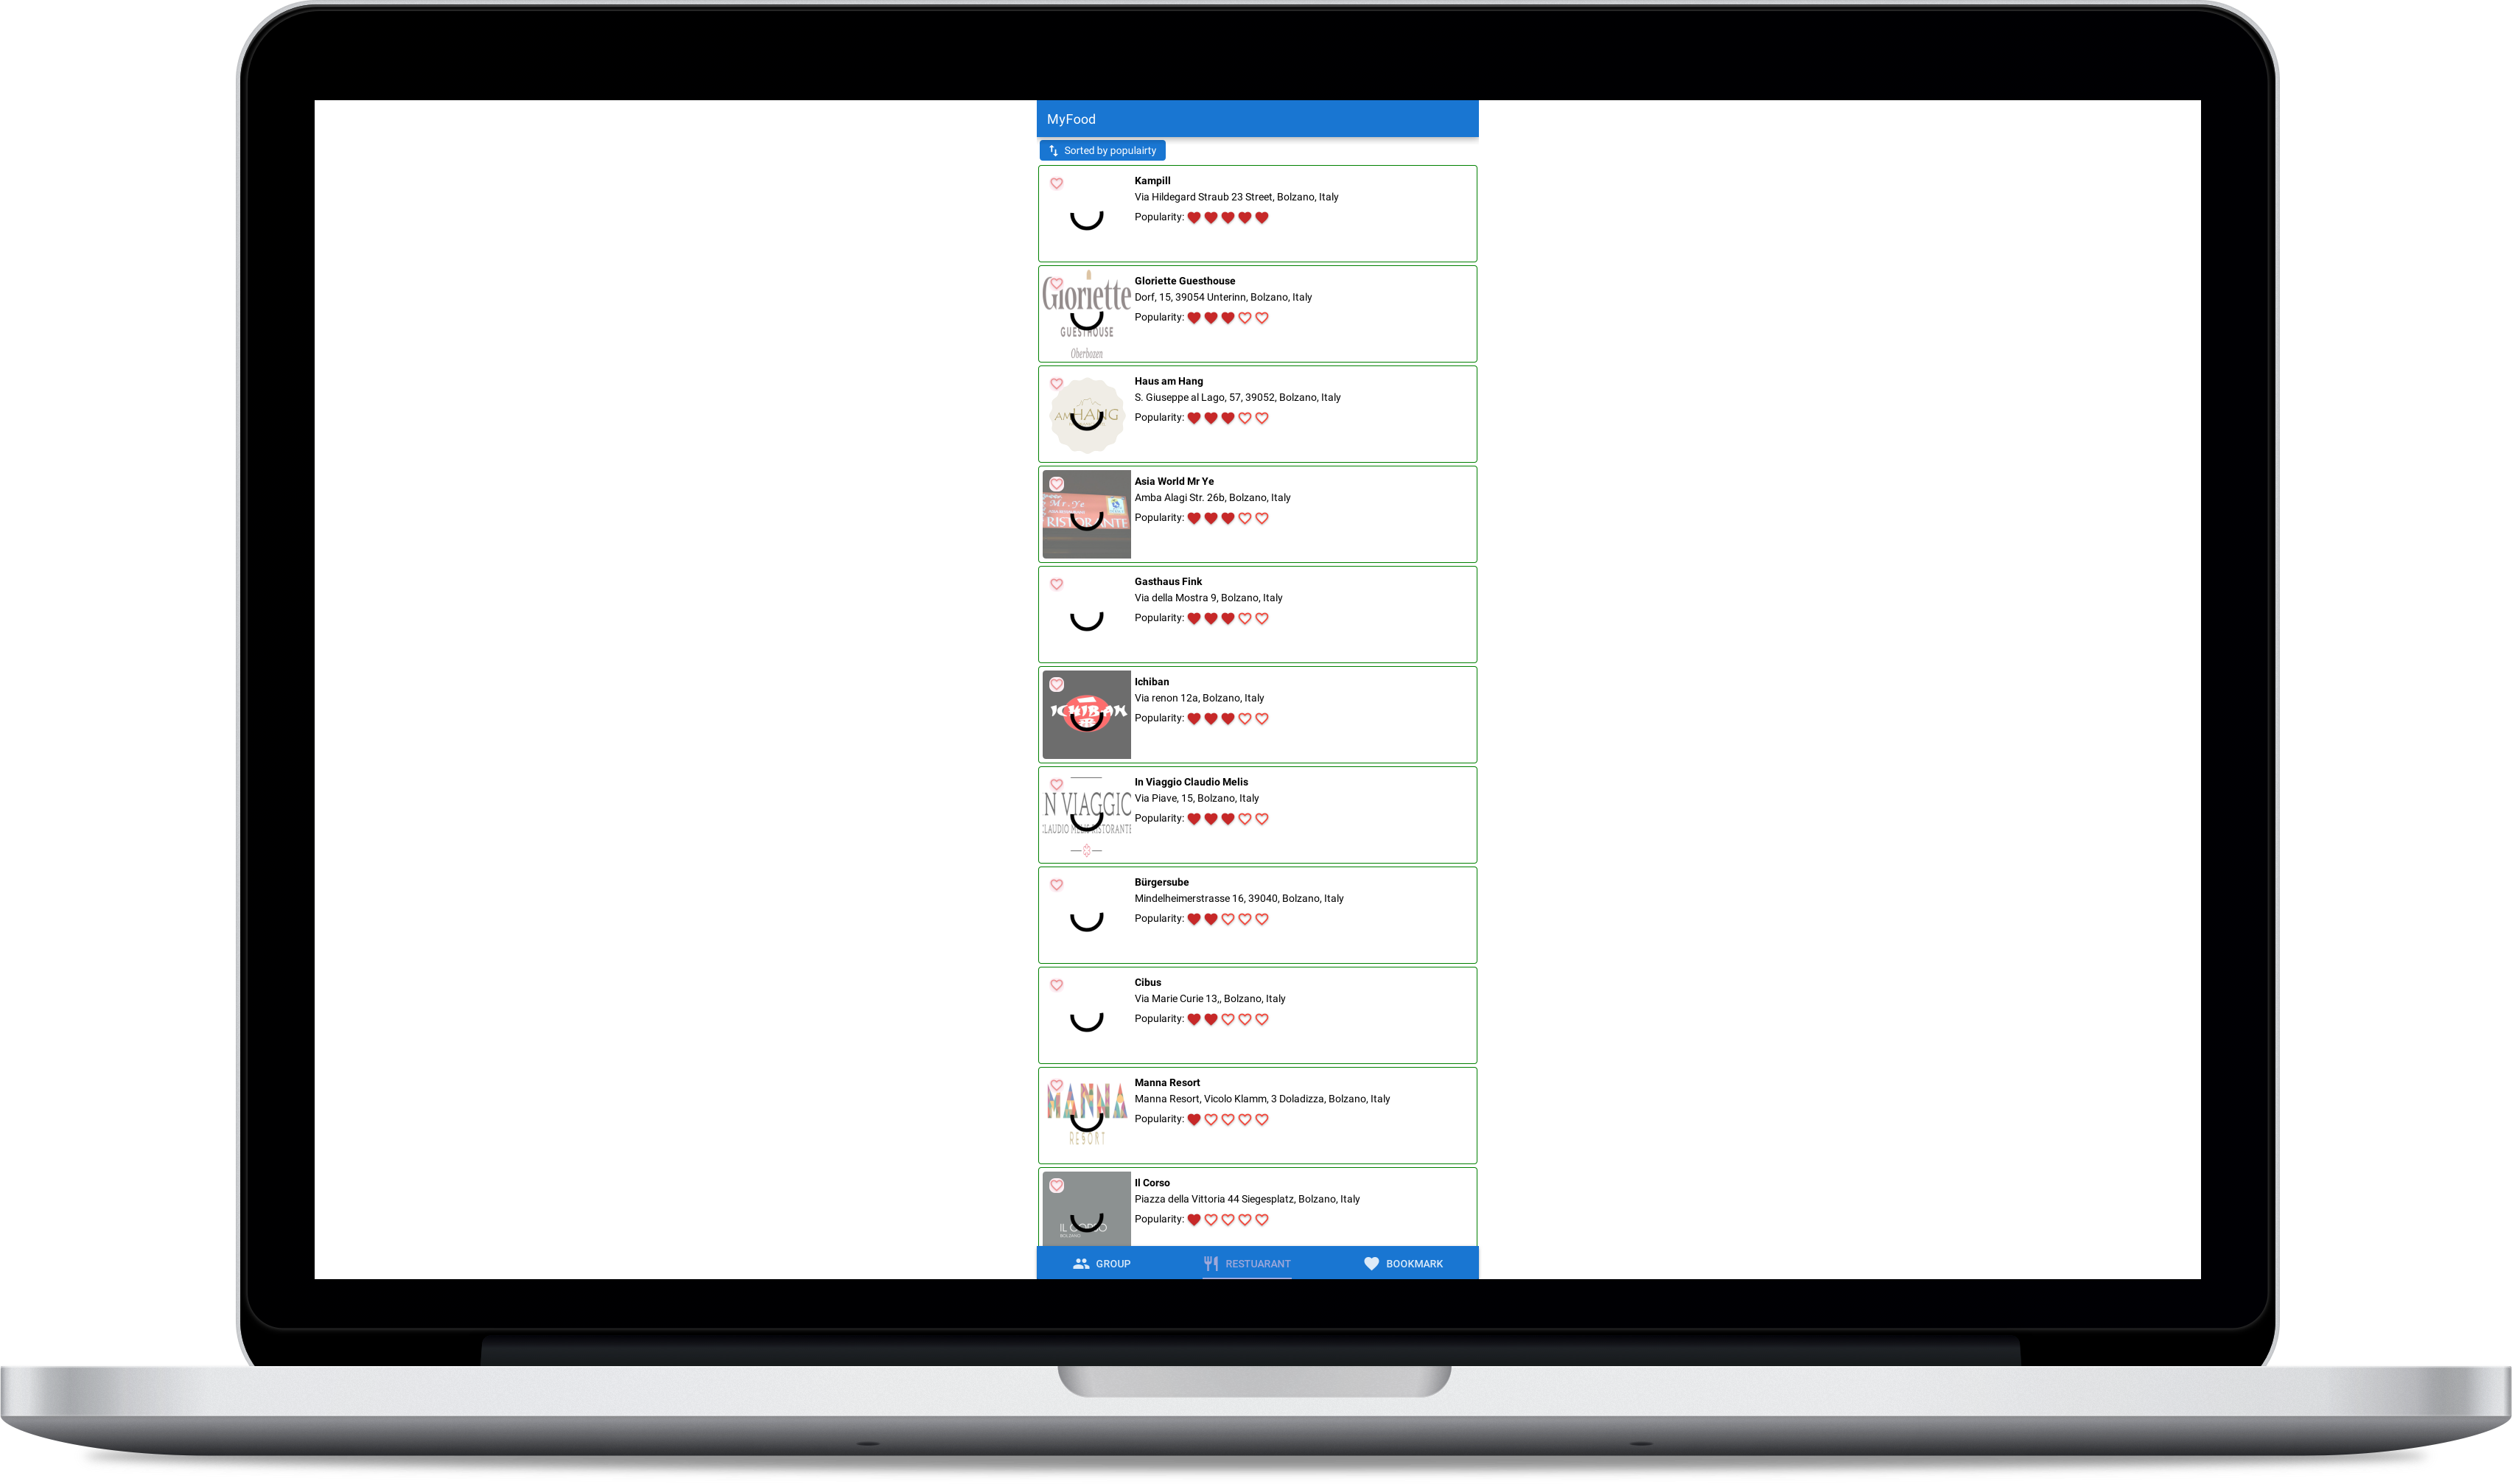 MyFood
Sorted by populairty
Kampill
Via Hildegard Straub 23 Street, Bolzano, Italy
Popularity:
Gloriette
GUESTHOUSE
Oberbozen
Gloriette Guesthouse
Dorf, 15, 39054 Unterinn, Bolzano, Italy
Popularity:
AM HANG
Haus am Hang
S. Giuseppe al Lago, 57, 39052, Bolzano, Italy
Popularity:
Mr. Ye
RISTORANTE
Asia World Mr Ye
Amba Alagi Str. 26b, Bolzano, Italy
Popularity:
Gasthaus Fink
Via della Mostra 9, Bolzano, Italy
Popularity:
ICHIBAN
Ichiban
Via renon 12a, Bolzano, Italy
Popularity:
N VIAGGIO
CLAUDIO MELIS RISTORANTE
In Viaggio Claudio Melis
Via Piave, 15, Bolzano, Italy
Popularity:
Bürgersube
Mindelheimerstrasse 16, 39040, Bolzano, Italy
Popularity:
Cibus
Via Marie Curie 13,, Bolzano, Italy
Popularity:
MANNA
RESORT
Manna Resort
Manna Resort, Vicolo Klamm, 3 Doladizza, Bolzano, Italy
Popularity:
IL CORSO
BOLZANO
Il Corso
Piazza della Vittoria 44 Siegesplatz, Bolzano, Italy
Popularity:
GROUP RESTUARANT BOOKMARK